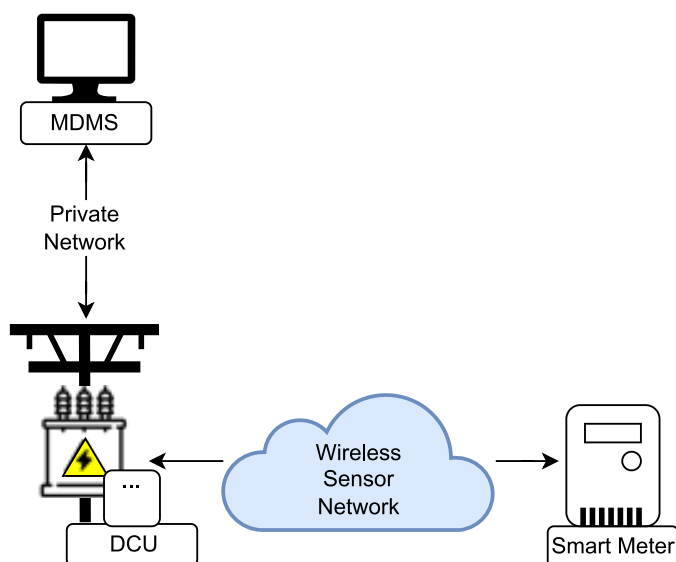 MDMS
Private
Network
Wireless
Sensor
Network
...
DCU
Smart Meter